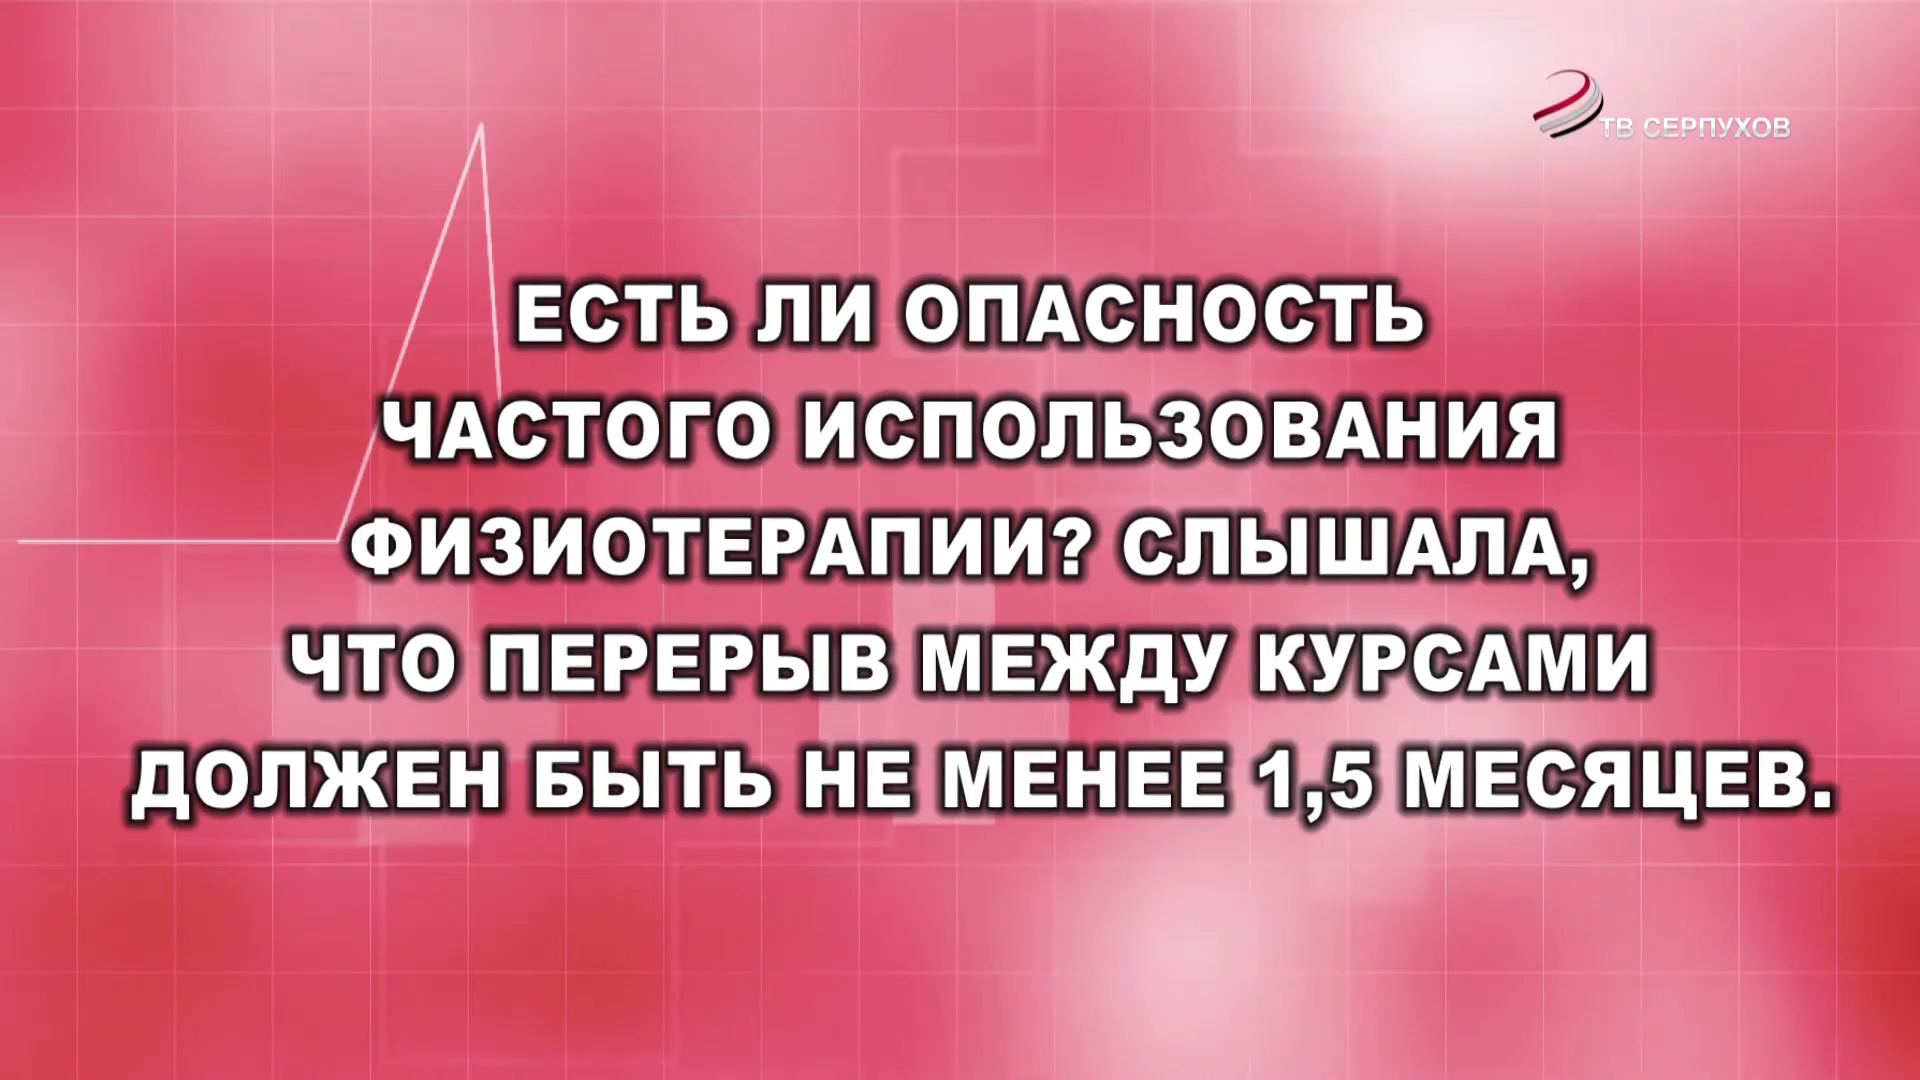 ТВ СЕРПУХОВ
ЕСТЬ ЛИ ОПАСНОСТЬ
ЧАСТОГО ИСПОЛЬЗОВАНИЯ
ФИЗИОТЕРАПИИ? СЛЫШАЛА,
ЧТО ПЕРЕРЫВ МЕЖДУ КУРСАМИ
ДОЛЖЕН БЫТЬ НЕ МЕНЕЕ 1,5 МЕСЯЦЕВ.